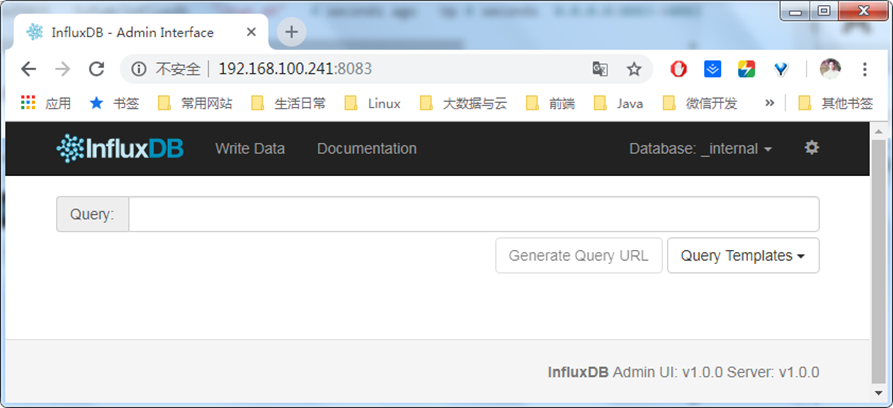 InfluxDB - Admin Interface
不安全 192.168.100.241:8083
应用 书签 常用网站 生活日常 Linux 大数据与云 前端 Java 微信开发 » 其他书签
InfluxDB Write Data Documentation Database: _internal
Query:
Generate Query URL Query Templates
InfluxDB Admin UI: v1.0.0 Server: v1.0.0